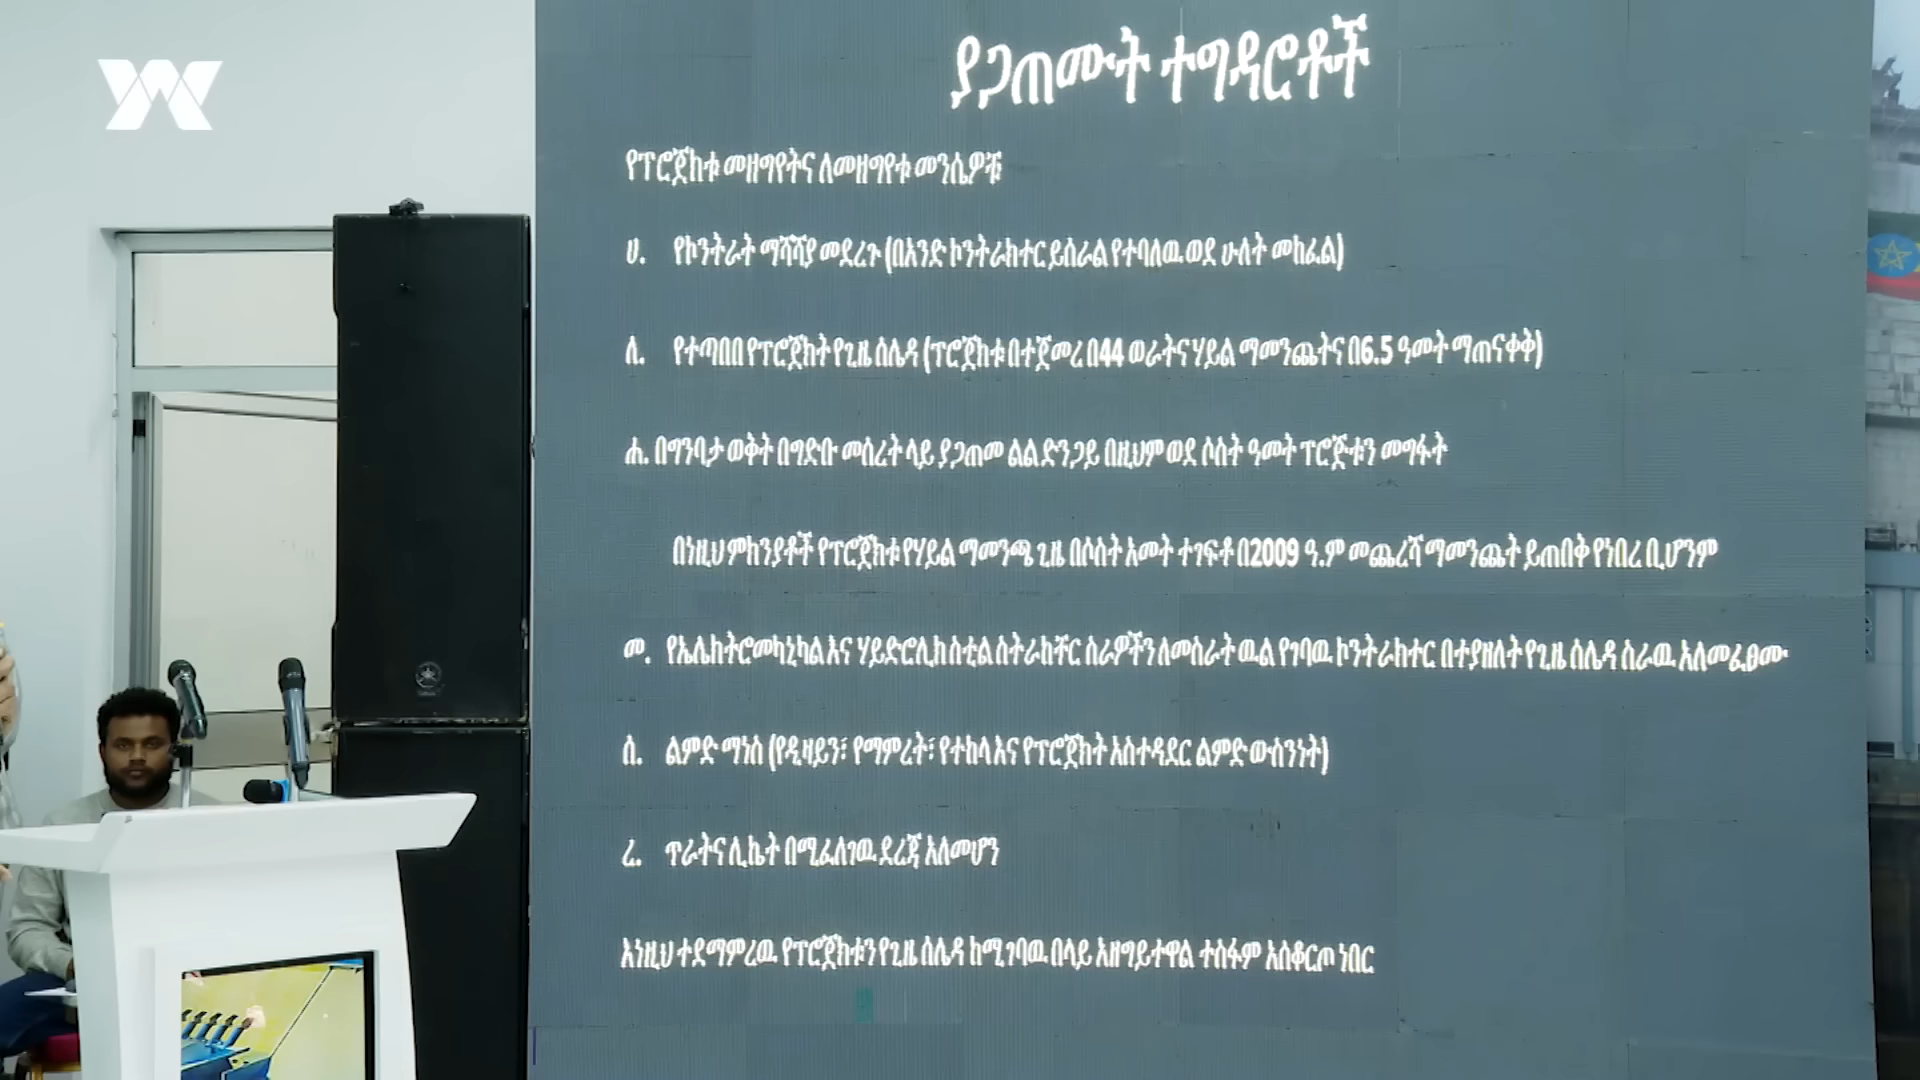 ያጋጠሙት ተግዳሮቶች
የፕሮጀክቱ መዘግየትና ለመዘግየቱ መንሴዎቹ
ሀ. የኮንትራት ማሻሻያ መደረጉ (በአንድ ኮንትራክተር ይሰራል የተባለዉ ወደ ሁለት መከፈል)
ለ. የተጣበበ የፕሮጀክት የጊዜ ሰሌዳ (ፕሮጀክቱ በተጀመረ በ44 ወራትና ሃይል ማመንጨትና በ6.5 ዓመት ማጠናቀቅ)
ሐ. በግንባታ ወቅት በግድቡ መሰረት ላይ ያጋጠመ ልል ድንጋይ በዚህም ወደ ሶስት ዓመት ፕሮጅቱን መግፋት
በነዚህ ምክንያቶች የፕሮጀክቱ የሃይል ማመንጫ ጊዜ በሶስት አመት ተገፍቶ በ2009 ዓ.ም መጨረሻ ማመንጨት ይጠበቅ የነበረ ቢሆንም
መ. የኤሌክትሮመካኒካል እና ሃይድሮሊክ ስቲል ስትራክቸር ስራዎችን ለመስራት ዉል የገባዉ ኮንትራክተር በተያዘለት የጊዜ ሰሌዳ ስራዉ አለመፈፀሙ
ሰ. ልምድ ማነስ (የዲዛይን፣ የማምረት፣ የተከላ እና የፕሮጀክት አስተዳደር ልምድ ውስንነት)
ረ. ጥራትና ሊኬት በሚፈለገዉ ደረጃ አለመሆን
እነዚህ ተደማምረዉ የፕሮጀክቱን የጊዜ ሰሌዳ ከሚገባዉ በላይ አዘግይተዋል ተስፋም አስቆርጦ ነበር